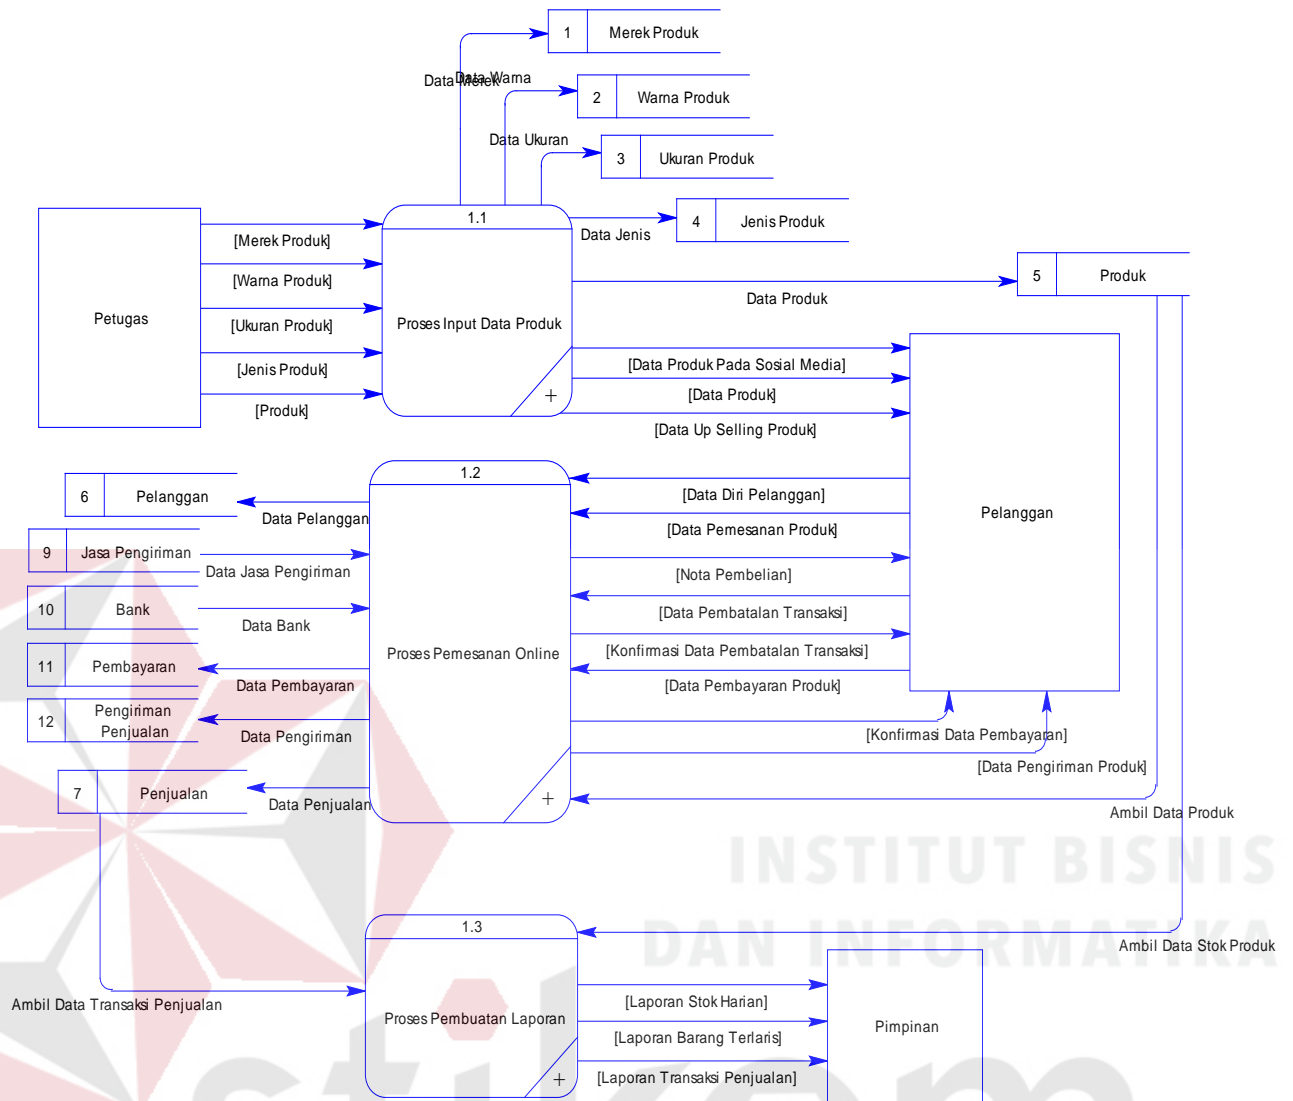 1 Merek Produk
Data Merek
Data Warna
2 Warna Produk
Data Ukuran
3 Ukuran Produk
1.1
4 Jenis Produk
Data Jenis
[Merek Produk]
[Warna Produk]
5 Produk
Data Produk
Petugas
[Ukuran Produk]
Proses Input Data Produk
[Jenis Produk]
[Data Produk Pada Sosial Media]
[Produk]
+
[Data Produk]
[Data Up Selling Produk]
1.2
6 Pelanggan
Data Pelanggan
[Data Diri Pelanggan]
[Data Pemesanan Produk]
Pelanggan
9 Jasa Pengiriman
Data Jasa Pengiriman
[Nota Pembelian]
10 Bank
Data Bank
[Data Pembatalan Transaksi]
Proses Pemesanan Online
[Konfirmasi Data Pembatalan Transaksi]
11 Pembayaran
Data Pembayaran
[Data Pembayaran Produk]
12 Pengiriman
Penjualan
Data Pengiriman
[Konfirmasi Data Pembayaran]
[Data Pengiriman Produk]
7 Penjualan
Data Penjualan
+
Ambil Data Produk
INSTITUT BISNIS
DAN INFORMATIKA
1.3
Ambil Data Stok Produk
Ambil Data Transaksi Penjualan
[Laporan Stok Harian]
Proses Pembuatan Laporan
Pimpinan
[Laporan Barang Terlaris]
[Laporan Transaksi Penjualan]
+
stikom